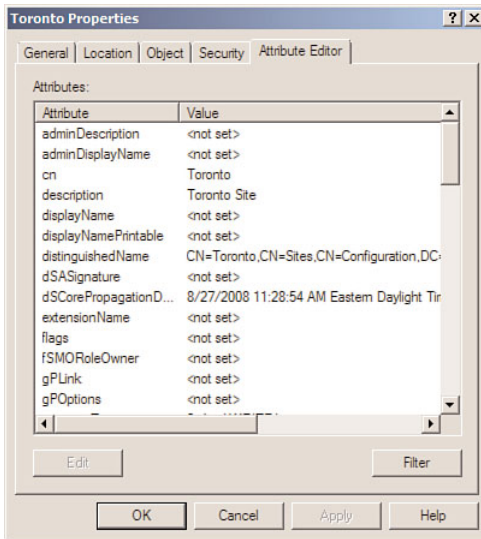 Toronto Properties
General Location Object Security Attribute Editor
Attributes:
Attribute Value
adminDescription <not set>
adminDisplayName <not set>
cn Toronto
description Toronto Site
displayName <not set>
displayNamePrintable <not set>
distinguishedName CN=Toronto,CN=Sites,CN=Configuration,DC=
dSASignature <not set>
dSCorePropagationD... 8/27/2008 11:28:54 AM Eastern Daylight Tir
extensionName <not set>
flags <not set>
fSMORoleOwner <not set>
gPLink <not set>
gPOptions <not set>
Edit Filter
OK Cancel Apply Help